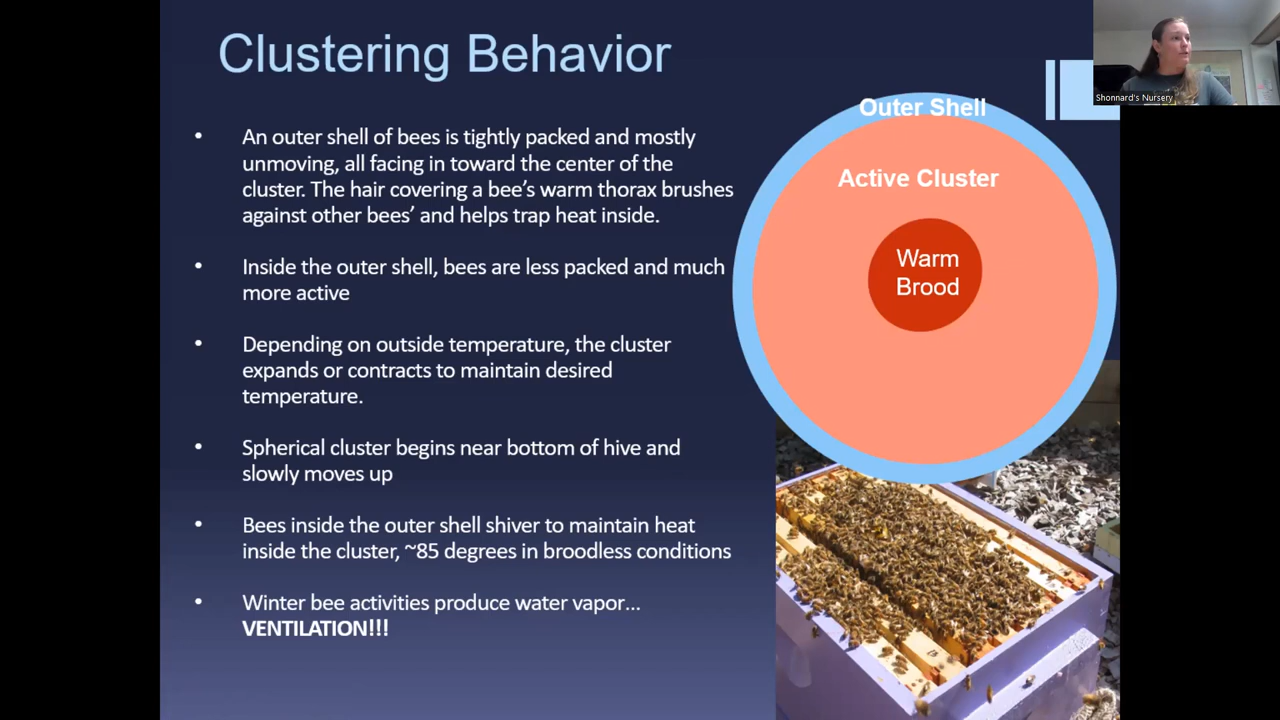 Clustering Behavior
Shonnard's Nursery
• An outer shell of bees is tightly packed and mostly
unmoving, all facing in toward the center of the
cluster. The hair covering a bee’s warm thorax brushes
against other bees’ and helps trap heat inside.
• Inside the outer shell, bees are less packed and much
more active
• Depending on outside temperature, the cluster
expands or contracts to maintain desired
temperature.
• Spherical cluster begins near bottom of hive and
slowly moves up
• Bees inside the outer shell shiver to maintain heat
inside the cluster, ~85 degrees in broodless conditions
• Winter bee activities produce water vapor…
VENTILATION!!!
Outer Shell
Active Cluster
Warm
Brood